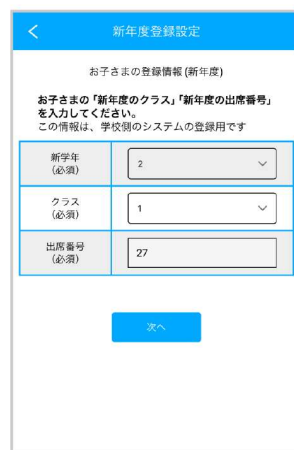 新年度登録設定
お子さまの登録情報(新年度)
お子さまの「新年度のクラス」「新年度の出席番号」
を入力してください。
この情報は、学校側のシステムの登録用です
新学年
(必須)
2
クラス
(必須)
1
出席番号
(必須)
27
次へ